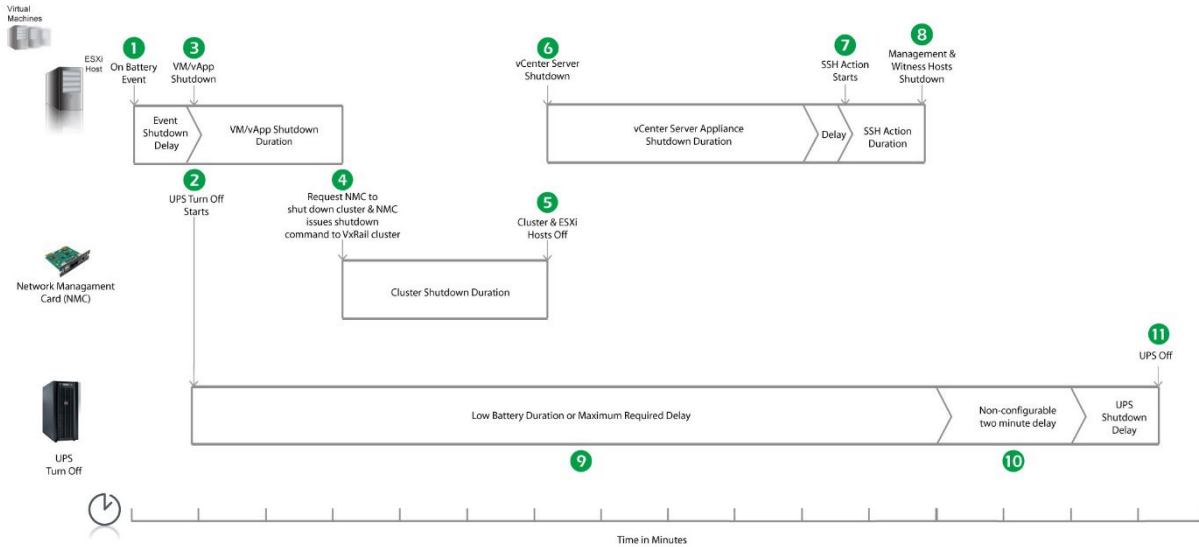 Virtual
Machines
ESXi
Host
1
On Battery
Event
3
VM/vApp
Shutdown
6
vCenter Server
Shutdown
7
SSH Action
Starts
8
Management &
Witness Hosts
Shutdown
Event
Shutdown
Delay
VM/vApp Shutdown
Duration
vCenter Server Appliance
Shutdown Duration
Delay
SSH Action
Duration
2
UPS Turn Off
Starts
4
Request NMC to
shut down cluster & NMC
issues shutdown
command to VxRail cluster
5
Cluster & ESXi
Hosts Off
Network Managament
Card (NMC)
Cluster Shutdown Duration
11
UPS Off
UPS
Turn Off
Low Battery Duration or Maximum Required Delay
Non-configurable
two minute delay
UPS
Shutdown
Delay
9
10
Time in Minutes